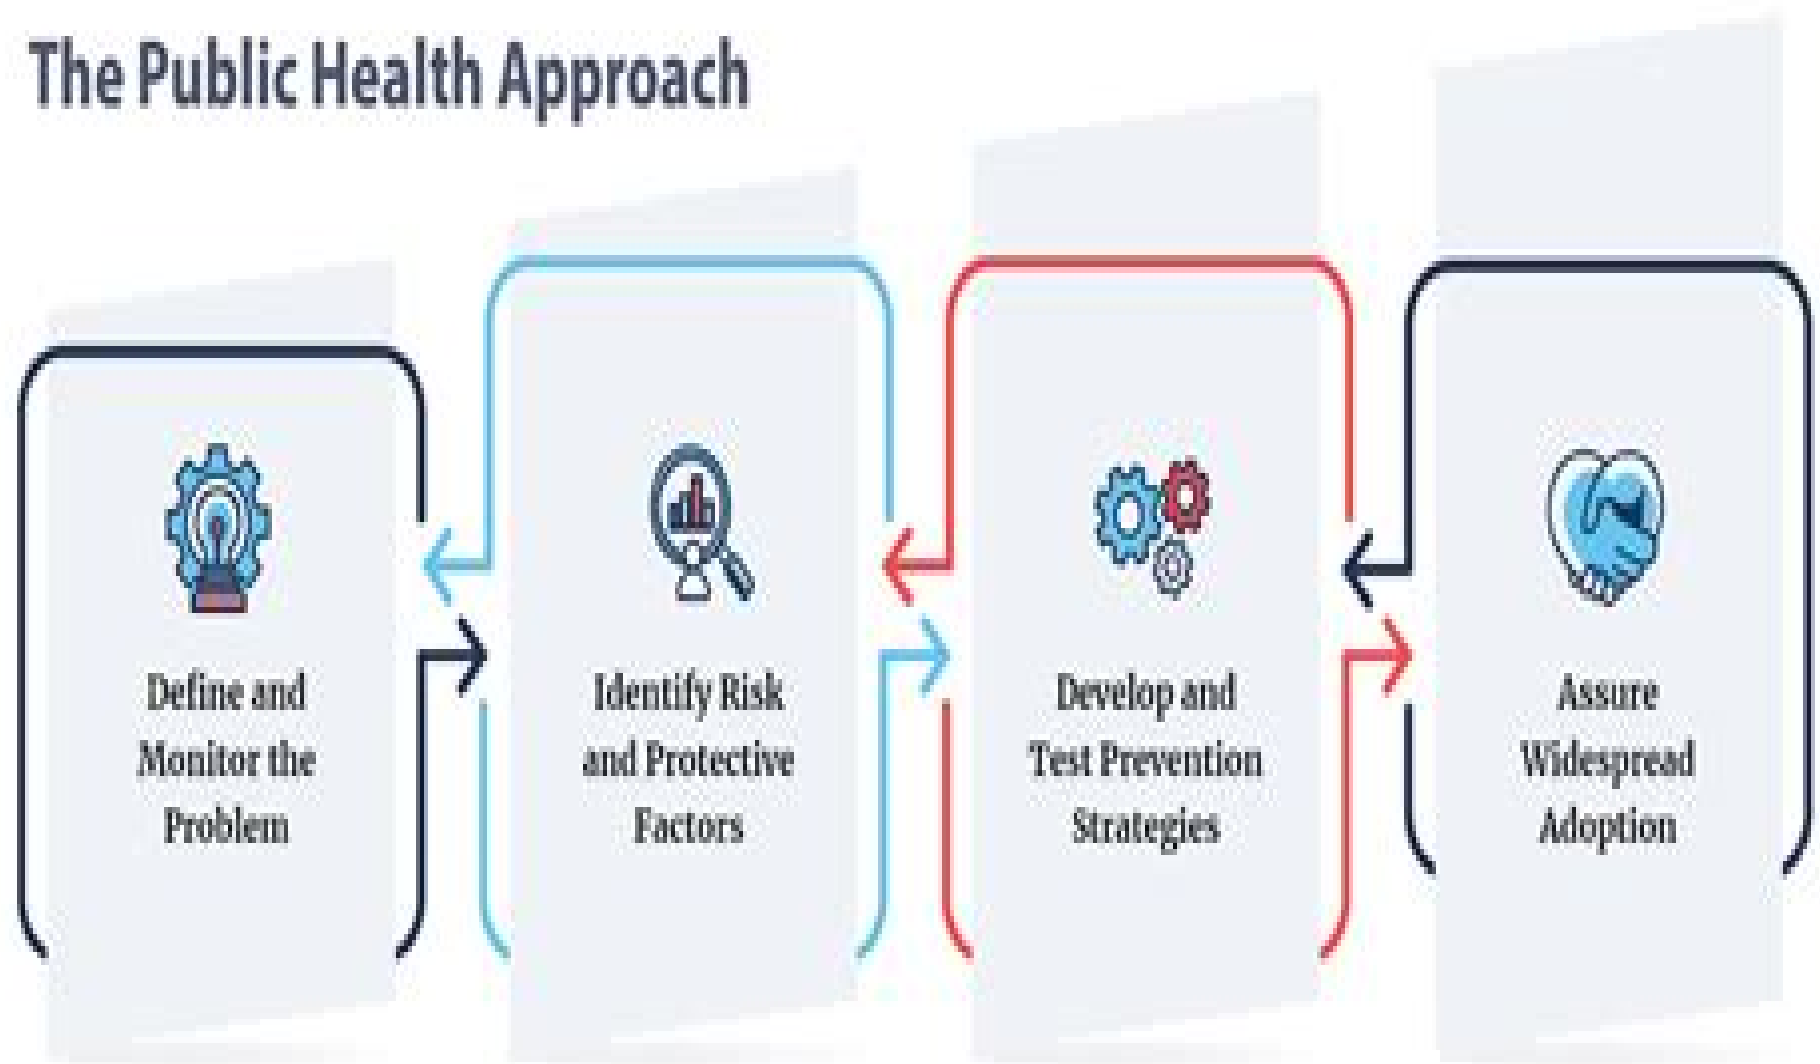 The Public Health Approach
Define and
Monitor the
Problem
Identify Risk
and Protective
Factors
Develop and
Test Prevention
Strategies
Assure
Widespread
Adoption